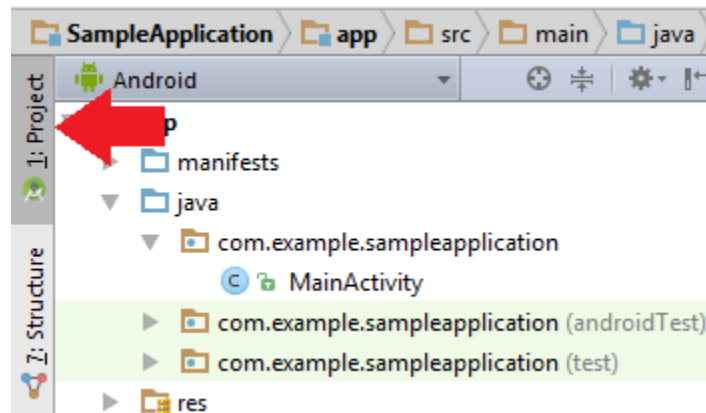 SampleApplication app src main java
1: Project
Android
p
manifests
java
com.example.sampleapplication
MainActivity
7: Structure
com.example.sampleapplication (androidTest)
com.example.sampleapplication (test)
res